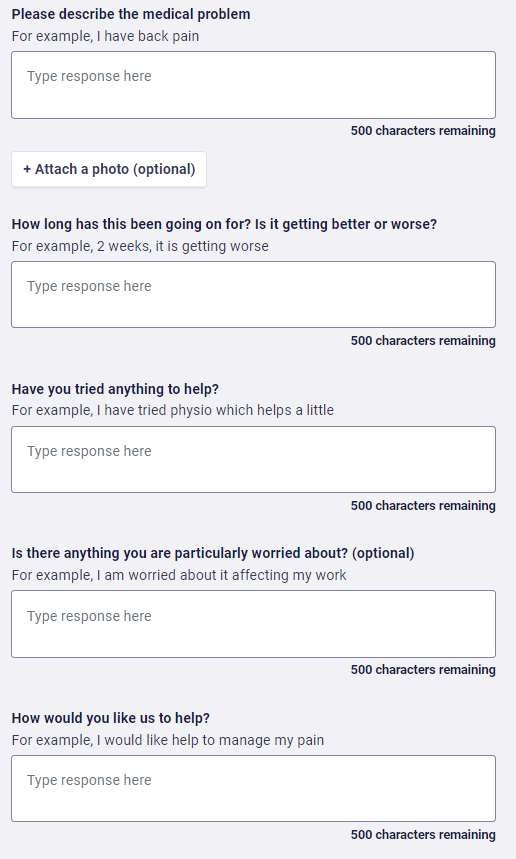 Please describe the medical problem
For example, I have back pain
Type response here
500 characters remaining
+ Attach a photo (optional)
How long has this been going on for? Is it getting better or worse?
For example, 2 weeks, it is getting worse
Type response here
500 characters remaining
Have you tried anything to help?
For example, I have tried physio which helps a little
Type response here
500 characters remaining
Is there anything you are particularly worried about? (optional)
For example, I am worried about it affecting my work
Type response here
500 characters remaining
How would you like us to help?
For example, I would like help to manage my pain
Type response here
500 characters remaining